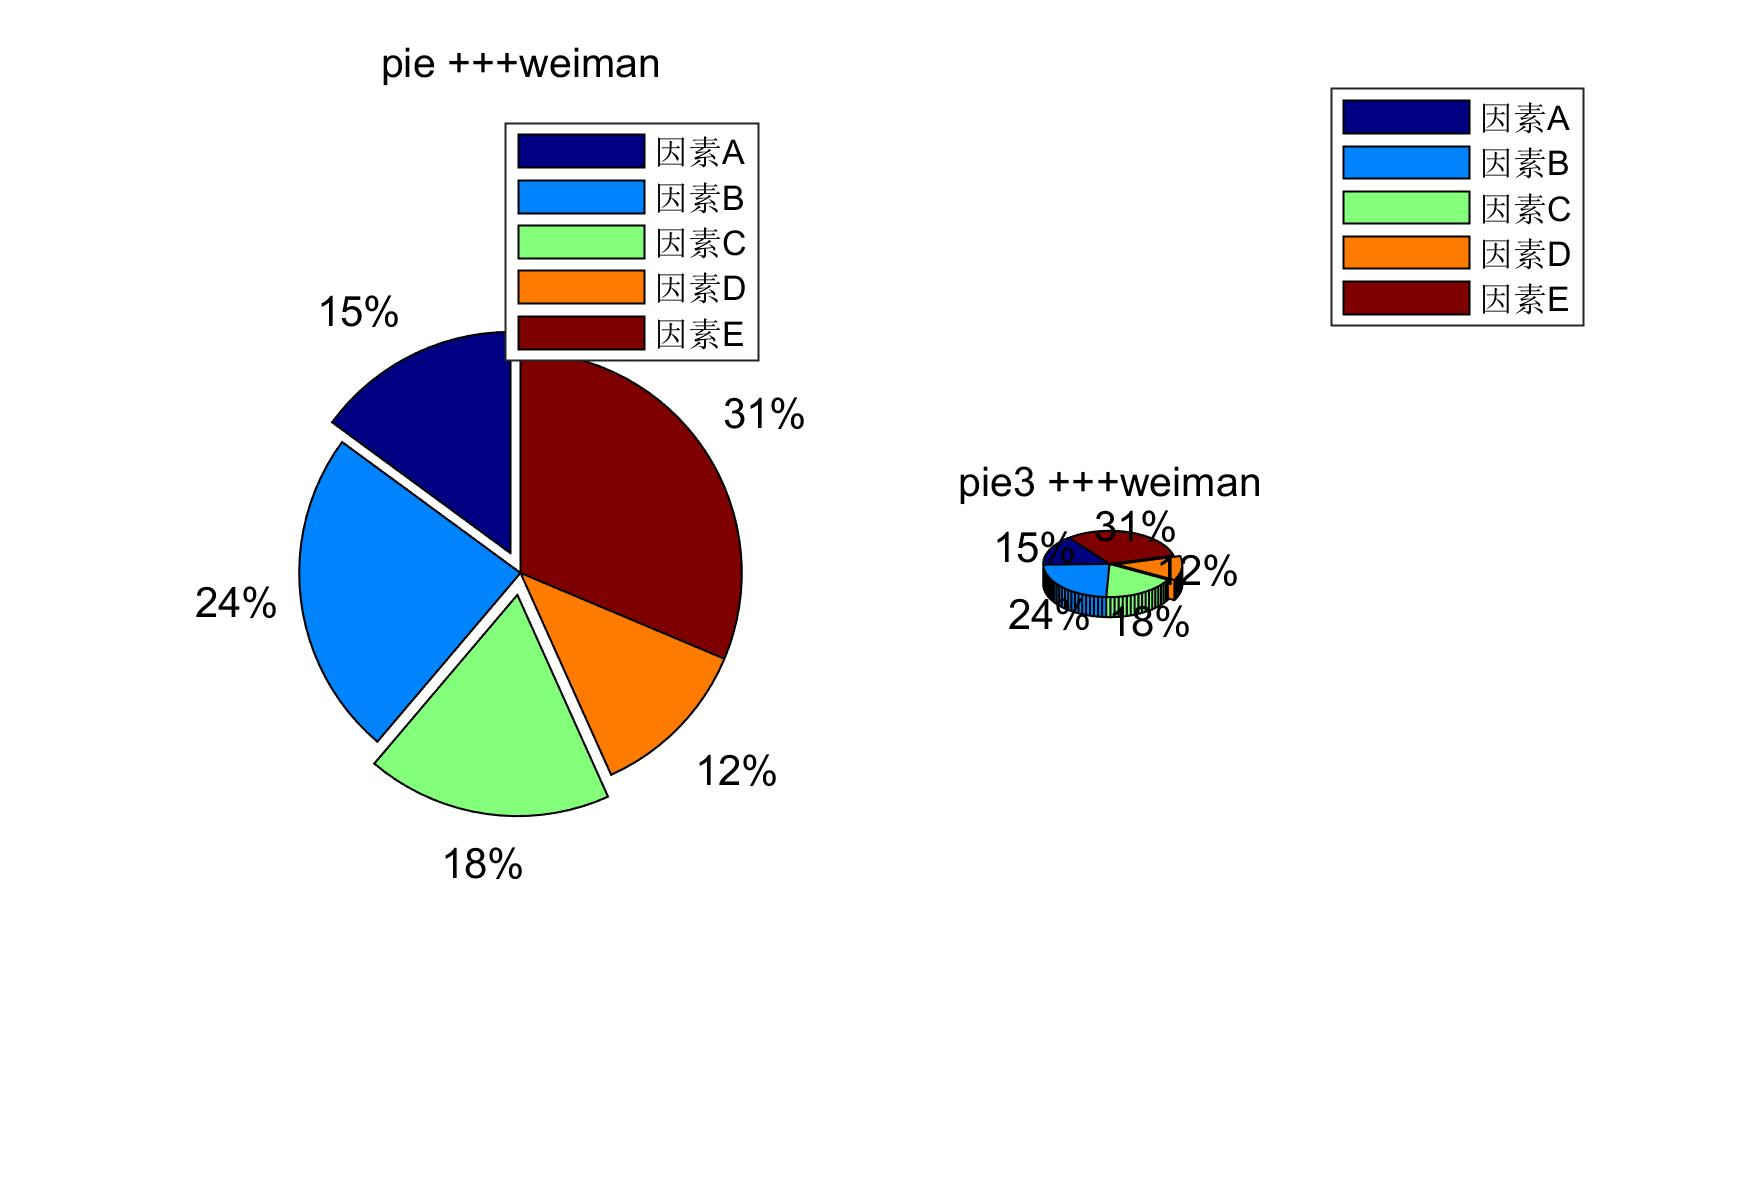 pie +++weiman
因素A
因素B
因素C
因素D
因素E
15%
31%
24%
12%
18%
因素A
因素B
因素C
因素D
因素E
pie3 +++weiman
31%
15%
12%
24%
18%